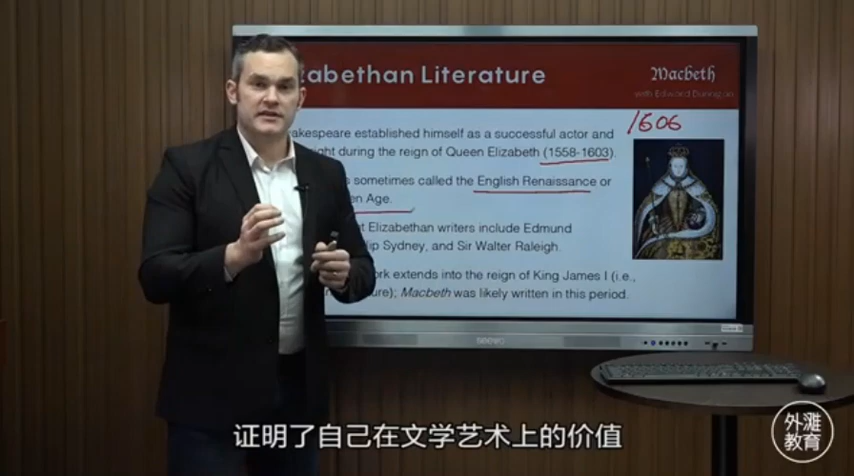 zabethan Literature
Macbeth
with Edward Dunnigan
1606
akespeare established himself as a successful actor and
ight during the reign of Queen Elizabeth (1558-1603).
s sometimes called the English Renaissance or
en Age.
t Elizabethan writers include Edmund
lip Sydney, and Sir Walter Raleigh.
rk extends into the reign of King James I (i.e.,
ure); Macbeth was likely written in this period.
seewo
证明了自己在文学艺术上的价值
外滩
教育